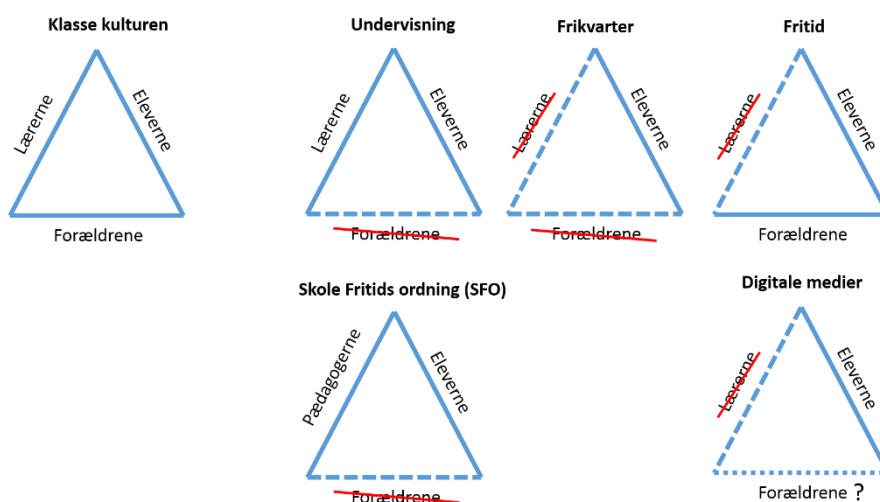 Klasse kulturen
Lærerne
Eleverne
Forældrene
Undervisning
Lærerne
Eleverne
Forældrene
Frikvarter
Lærerne
Eleverne
Forældrene
Fritid
Lærerne
Eleverne
Forældrene
Skole Fritids ordning (SFO)
Pædagogerne
Eleverne
Forældrene
Digitale medier
Lærerne
Eleverne
Forældrene ?